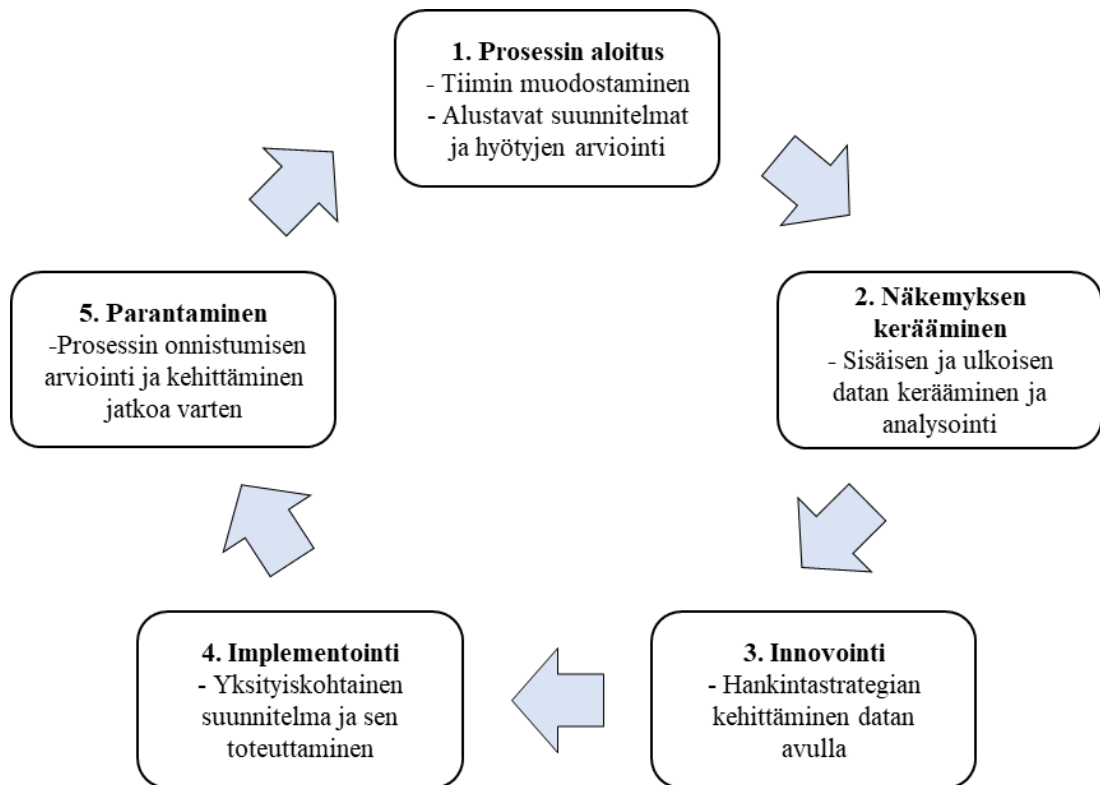 1. Prosessin aloitus
- Tiimin muodostaminen
- Alustavat suunnitelmat
ja hyötyjen arviointi
2. Näkemyksen
kerääminen
- Sisäisen ja ulkoisen
datan kerääminen ja
analysointi
3. Innovointi
- Hankintastrategian
kehittäminen datan
avulla
4. Implementointi
- Yksityiskohtainen
suunnitelma ja sen
toteuttaminen
5. Parantaminen
-Prosessin onnistumisen
arviointi ja kehittäminen
jatkoa varten